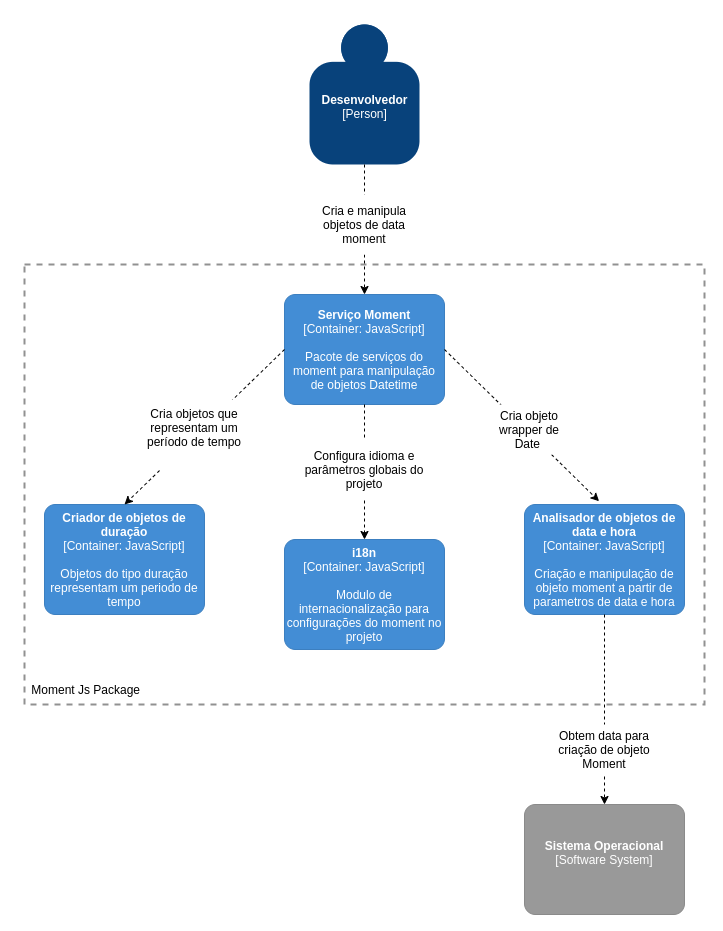 Desenvolvedor
[Person]
Cria e manipula
objetos de data
moment
Serviço Moment
[Container: JavaScript]
Pacote de serviços do
moment para manipulação
de objetos Datetime
Cria objetos que
representam um
período de tempo
Configura idioma e
parâmetros globais do
projeto
Cria objeto
wrapper de
Date
Criador de objetos de
duração
[Container: JavaScript]
Objetos do tipo duração
representam um periodo de
tempo
i18n
[Container: JavaScript]
Modulo de
internacionalização para
configurações do moment no
projeto
Analisador de objetos de
data e hora
[Container: JavaScript]
Criação e manipulação de
objeto moment a partir de
parametros de data e hora
Moment Js Package
Obtem data para
criação de objeto
Moment
Sistema Operacional
[Software System]